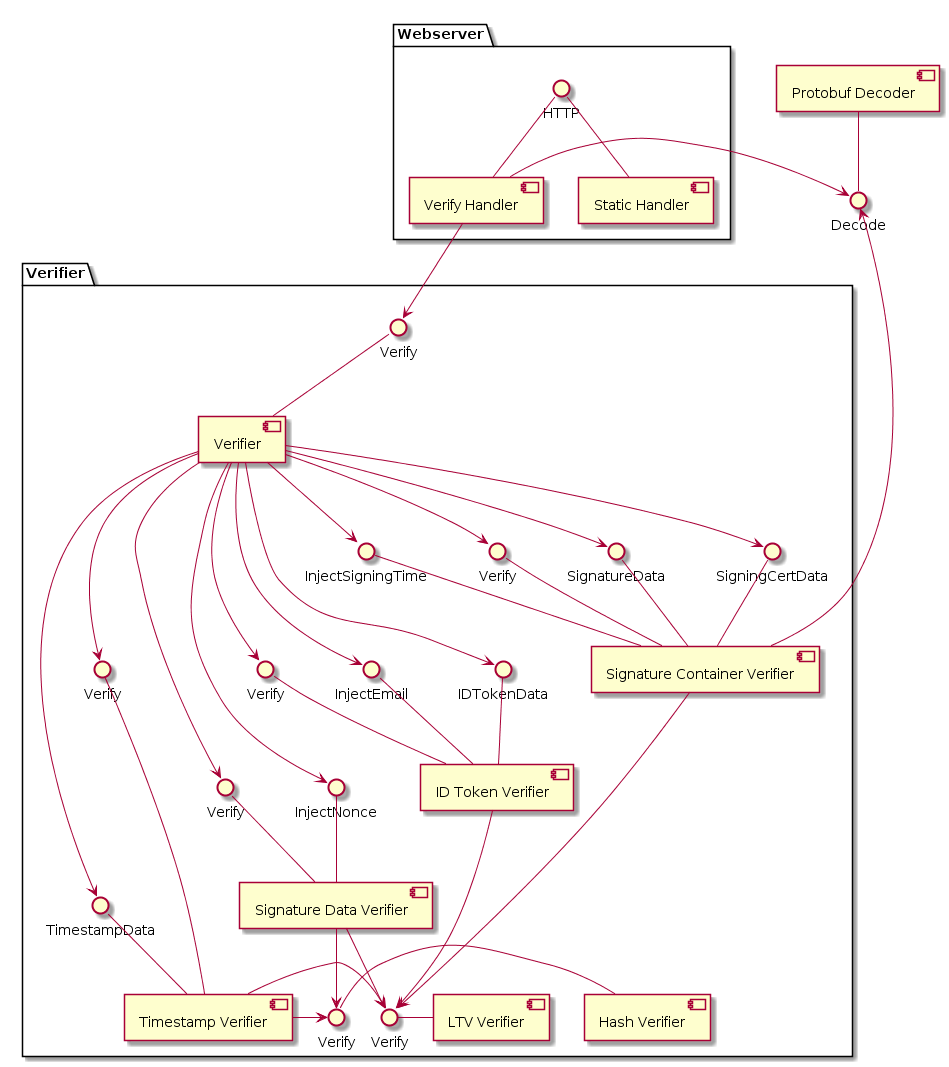 Webserver
HTTP
Protobuf Decoder
Verify Handler
Static Handler
Decode
Verifier
Verify
Verifier
InjectSigningTime
Verify
SignatureData
SigningCertData
Verify
Verify
InjectEmail
IDTokenData
Signature Container Verifier
Verify
InjectNonce
ID Token Verifier
TimestampData
Signature Data Verifier
Timestamp Verifier
Verify
Verify
LTV Verifier
Hash Verifier